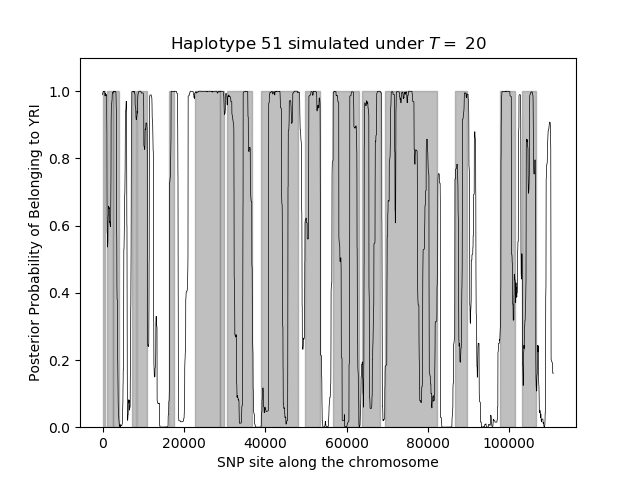 Haplotype 51 simulated under T = 20
Posterior Probability of Belonging to YRI
1.0
0.8
0.6
0.4
0.2
0.0
0 20000 40000 60000 80000 100000
SNP site along the chromosome